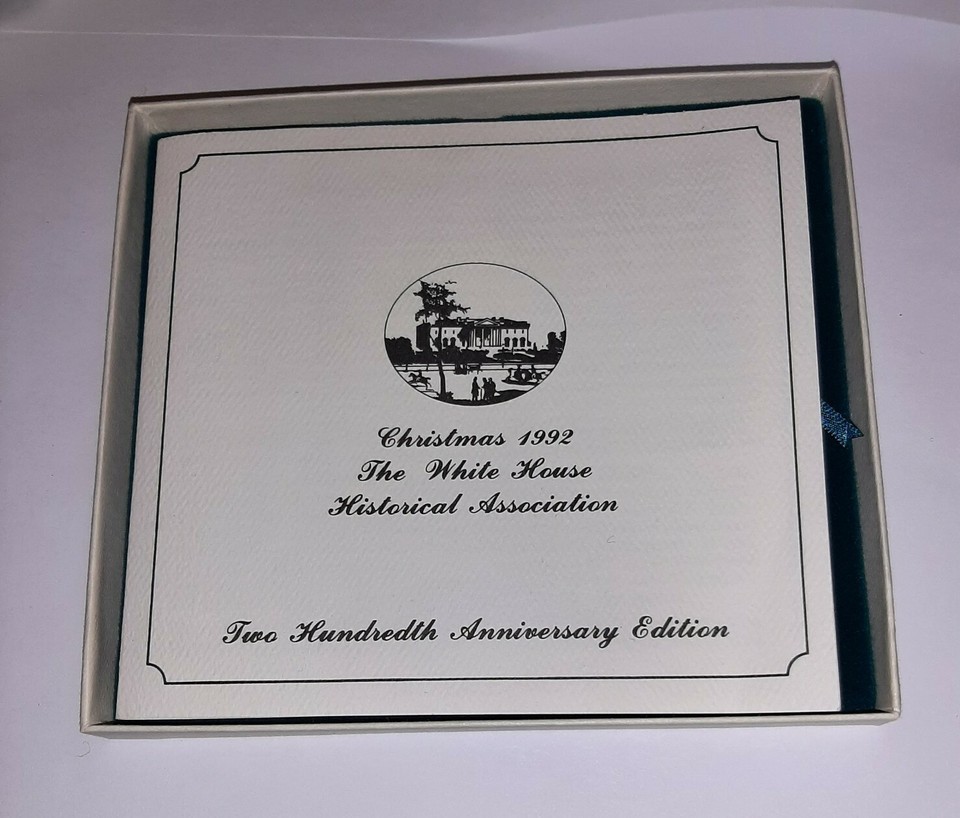 Christmas 1992
The White House
Historical Association
Two Hundredth Anniversary Edition